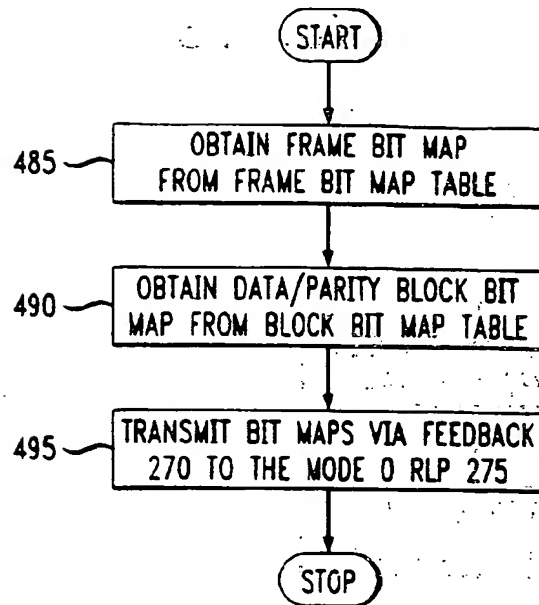 START
485
OBTAIN FRAME BIT MAP
FROM FRAME BIT MAP TABLE
490
OBTAIN DATA/PARITY BLOCK BIT
MAP FROM BLOCK BIT MAP TABLE
495
TRANSMIT BIT MAPS VIA FEEDBACK
270 TO THE MODE 0 RLP 275
STOP